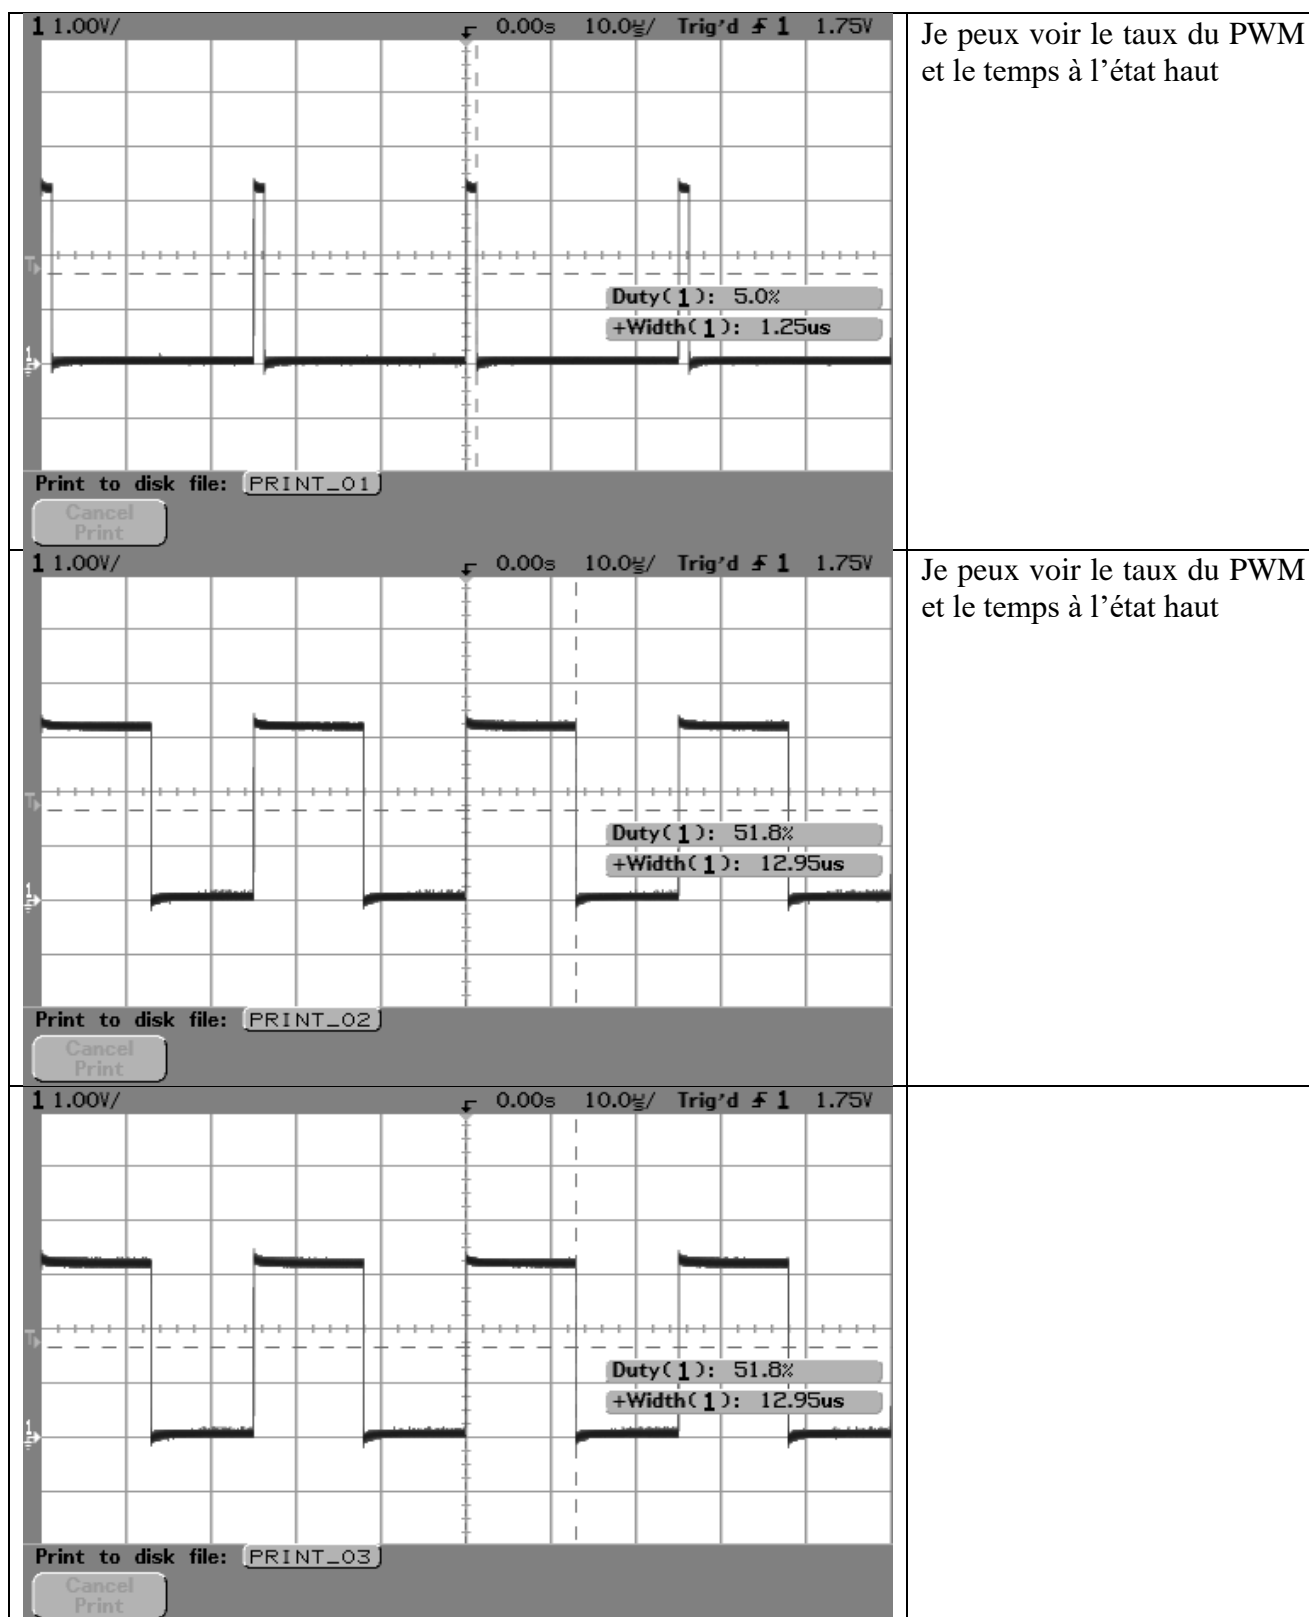 1 1.00V/ 0.00s 10.0µs/ Trig'd 1 1.75V
Duty(1): 5.0%
+Width(1): 1.25us
Print to disk file: PRINT_01
Cancel
Print
Je peux voir le taux du PWM
et le temps à l’état haut
1 1.00V/ 0.00s 10.0µs/ Trig'd 1 1.75V
Duty(1): 51.8%
+Width(1): 12.95us
Print to disk file: PRINT_02
Cancel
Print
Je peux voir le taux du PWM
et le temps à l’état haut
1 1.00V/ 0.00s 10.0µs/ Trig'd 1 1.75V
Duty(1): 51.8%
+Width(1): 12.95us
Print to disk file: PRINT_03
Cancel
Print